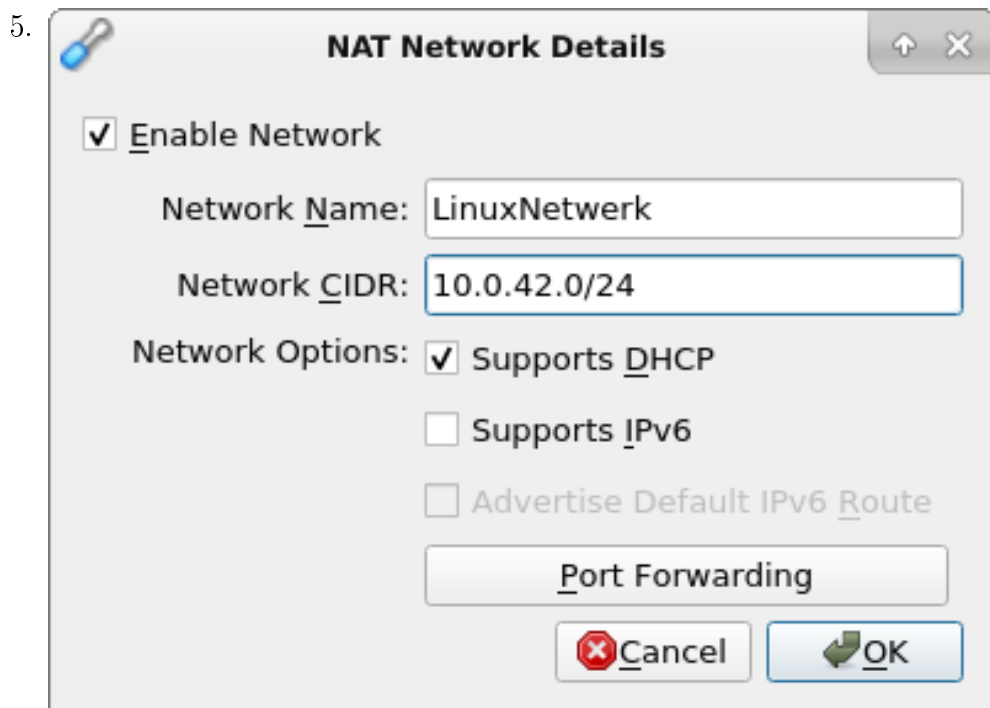 5.
NAT Network Details
Enable Network
Network Name: LinuxNetwerk
Network CIDR: 10.0.42.0/24
Network Options: Supports DHCP
Supports IPv6
Advertise Default IPv6 Route
Port Forwarding
Cancel OK